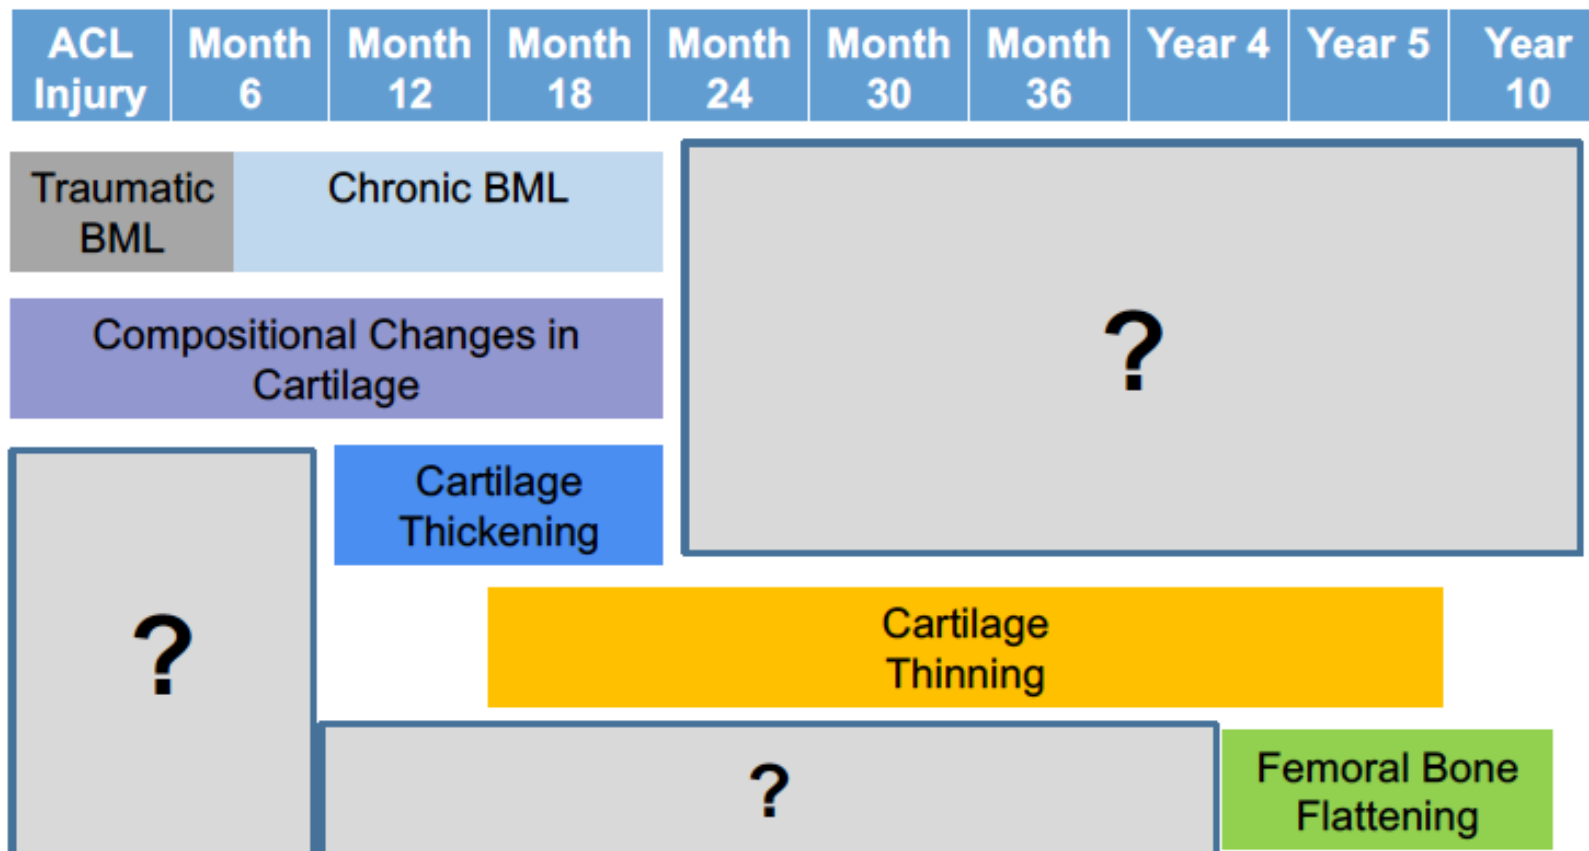 ACL Injury
Month 6
Month 12
Month 18
Month 24
Month 30
Month 36
Year 4
Year 5
Year 10
Traumatic
BML
Chronic BML
?
Compositional Changes in
Cartilage
Cartilage
Thickening
?
Cartilage
Thinning
?
Femoral Bone
Flattening